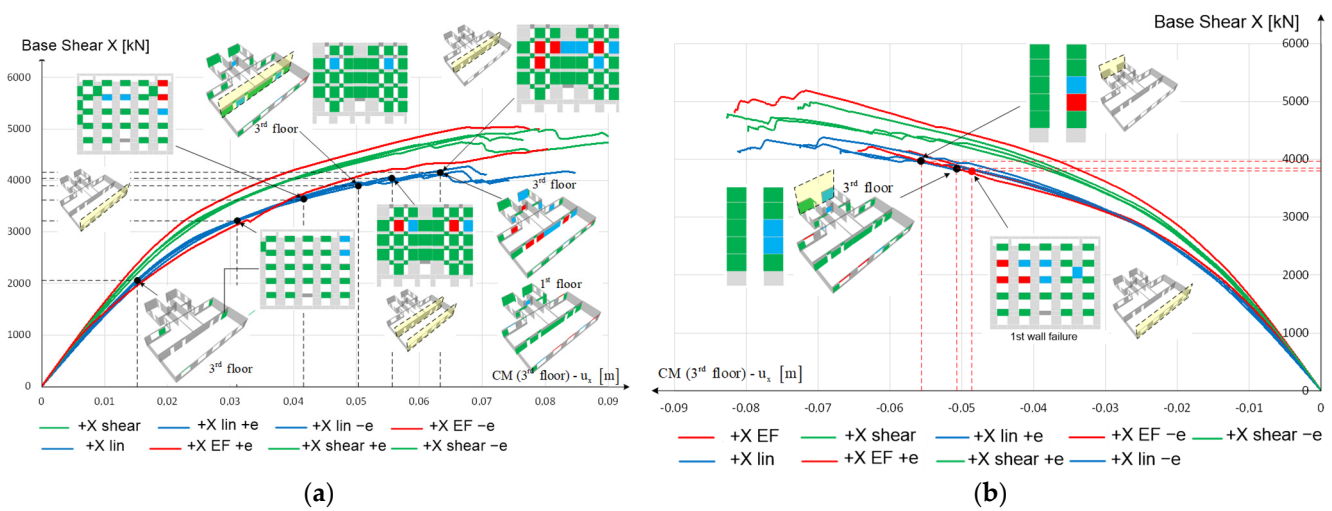 Base Shear X [kN]
6000
5000
4000
3000
2000
1000
0
3rd floor
3rd floor
1st floor
3rd floor
CM (3rd floor) - ux [m]
0 0.01 0.02 0.03 0.04 0.05 0.06 0.07 0.08 0.09
+X shear +X lin +e +X lin −e +X EF −e
+X lin +X EF +e +X shear +e +X shear −e
(a)
Base Shear X [kN]
6000
5000
4000
3000
2000
1000
0
3rd floor
1st wall failure
CM (3rd floor) - ux [m]
-0.09 -0.08 -0.07 -0.06 -0.05 -0.04 -0.03 -0.02 -0.01 0
+X EF +X shear +X lin +e +X EF −e +X shear −e
+X lin +X EF +e +X shear +e +X lin −e
(b)